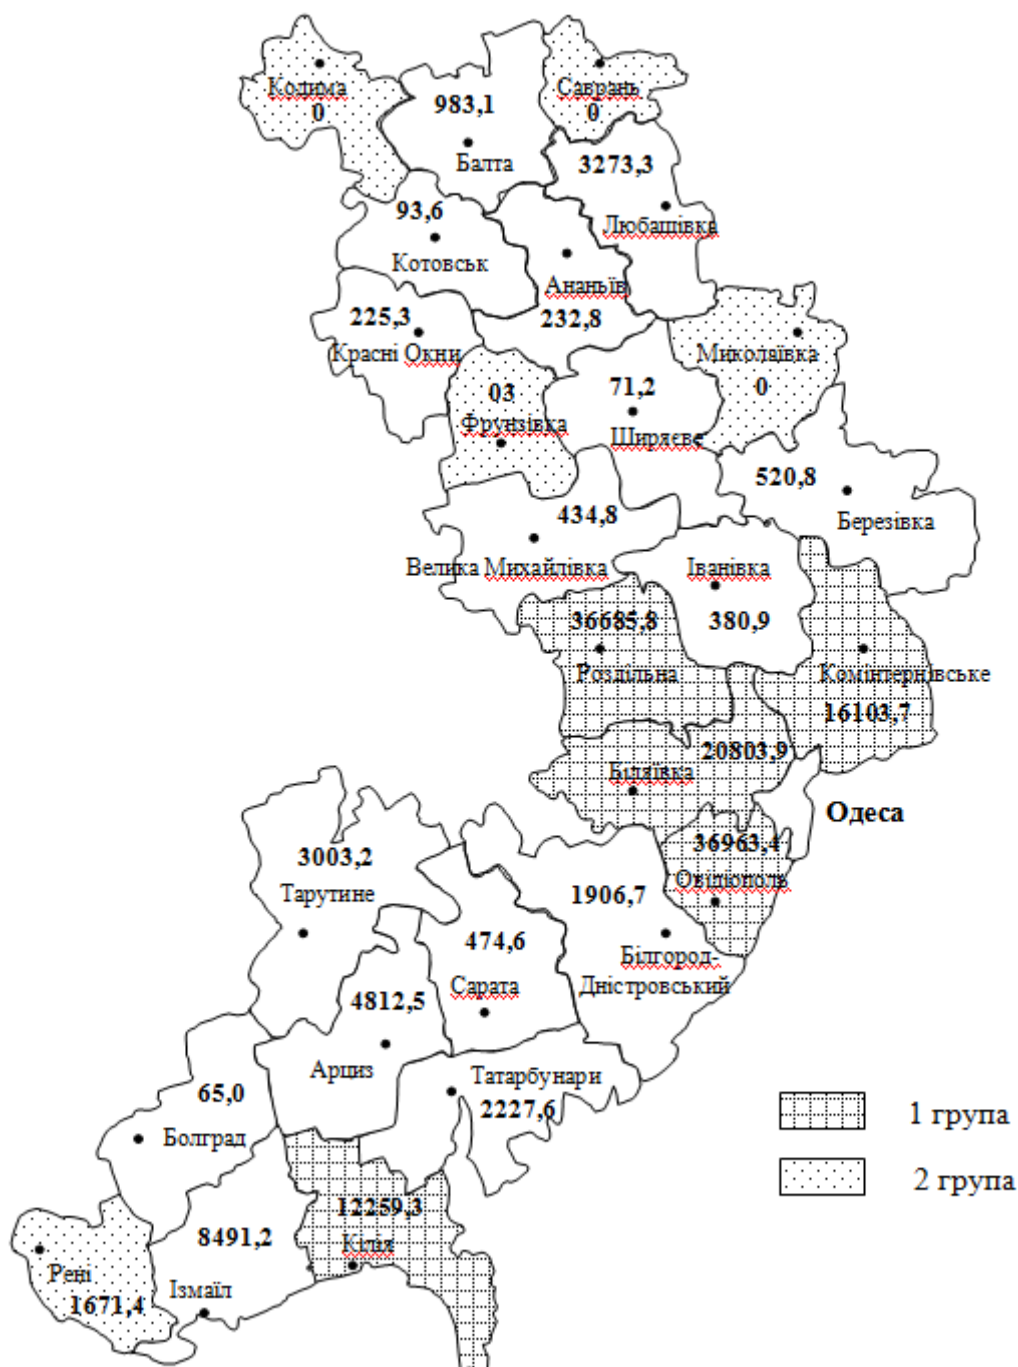 Кодима
0
983,1
Балта
Саврань
0
3273,3
Любашівка
93,6
Котовськ
Ананьїв
232,8
225,3
Красні Окни
Миколаївка
0
03
Фрунзівка
71,2
Ширяєве
520,8
Березівка
434,8
Велика Михайлівка
Іванівка
380,9
36685,8
Роздільна
Комінтернівське
16103,7
20803,9
Біляївка
Одеса
36963,4
Овідіополь
3003,2
Тарутине
1906,7
Білгород-
Дністровський
474,6
Сарата
4812,5
Арциз
Татарбунари
2227,6
65,0
Болград
12259,3
Кілія
8491,2
Ізмаїл
Рені
1671,4
1 група
2 група